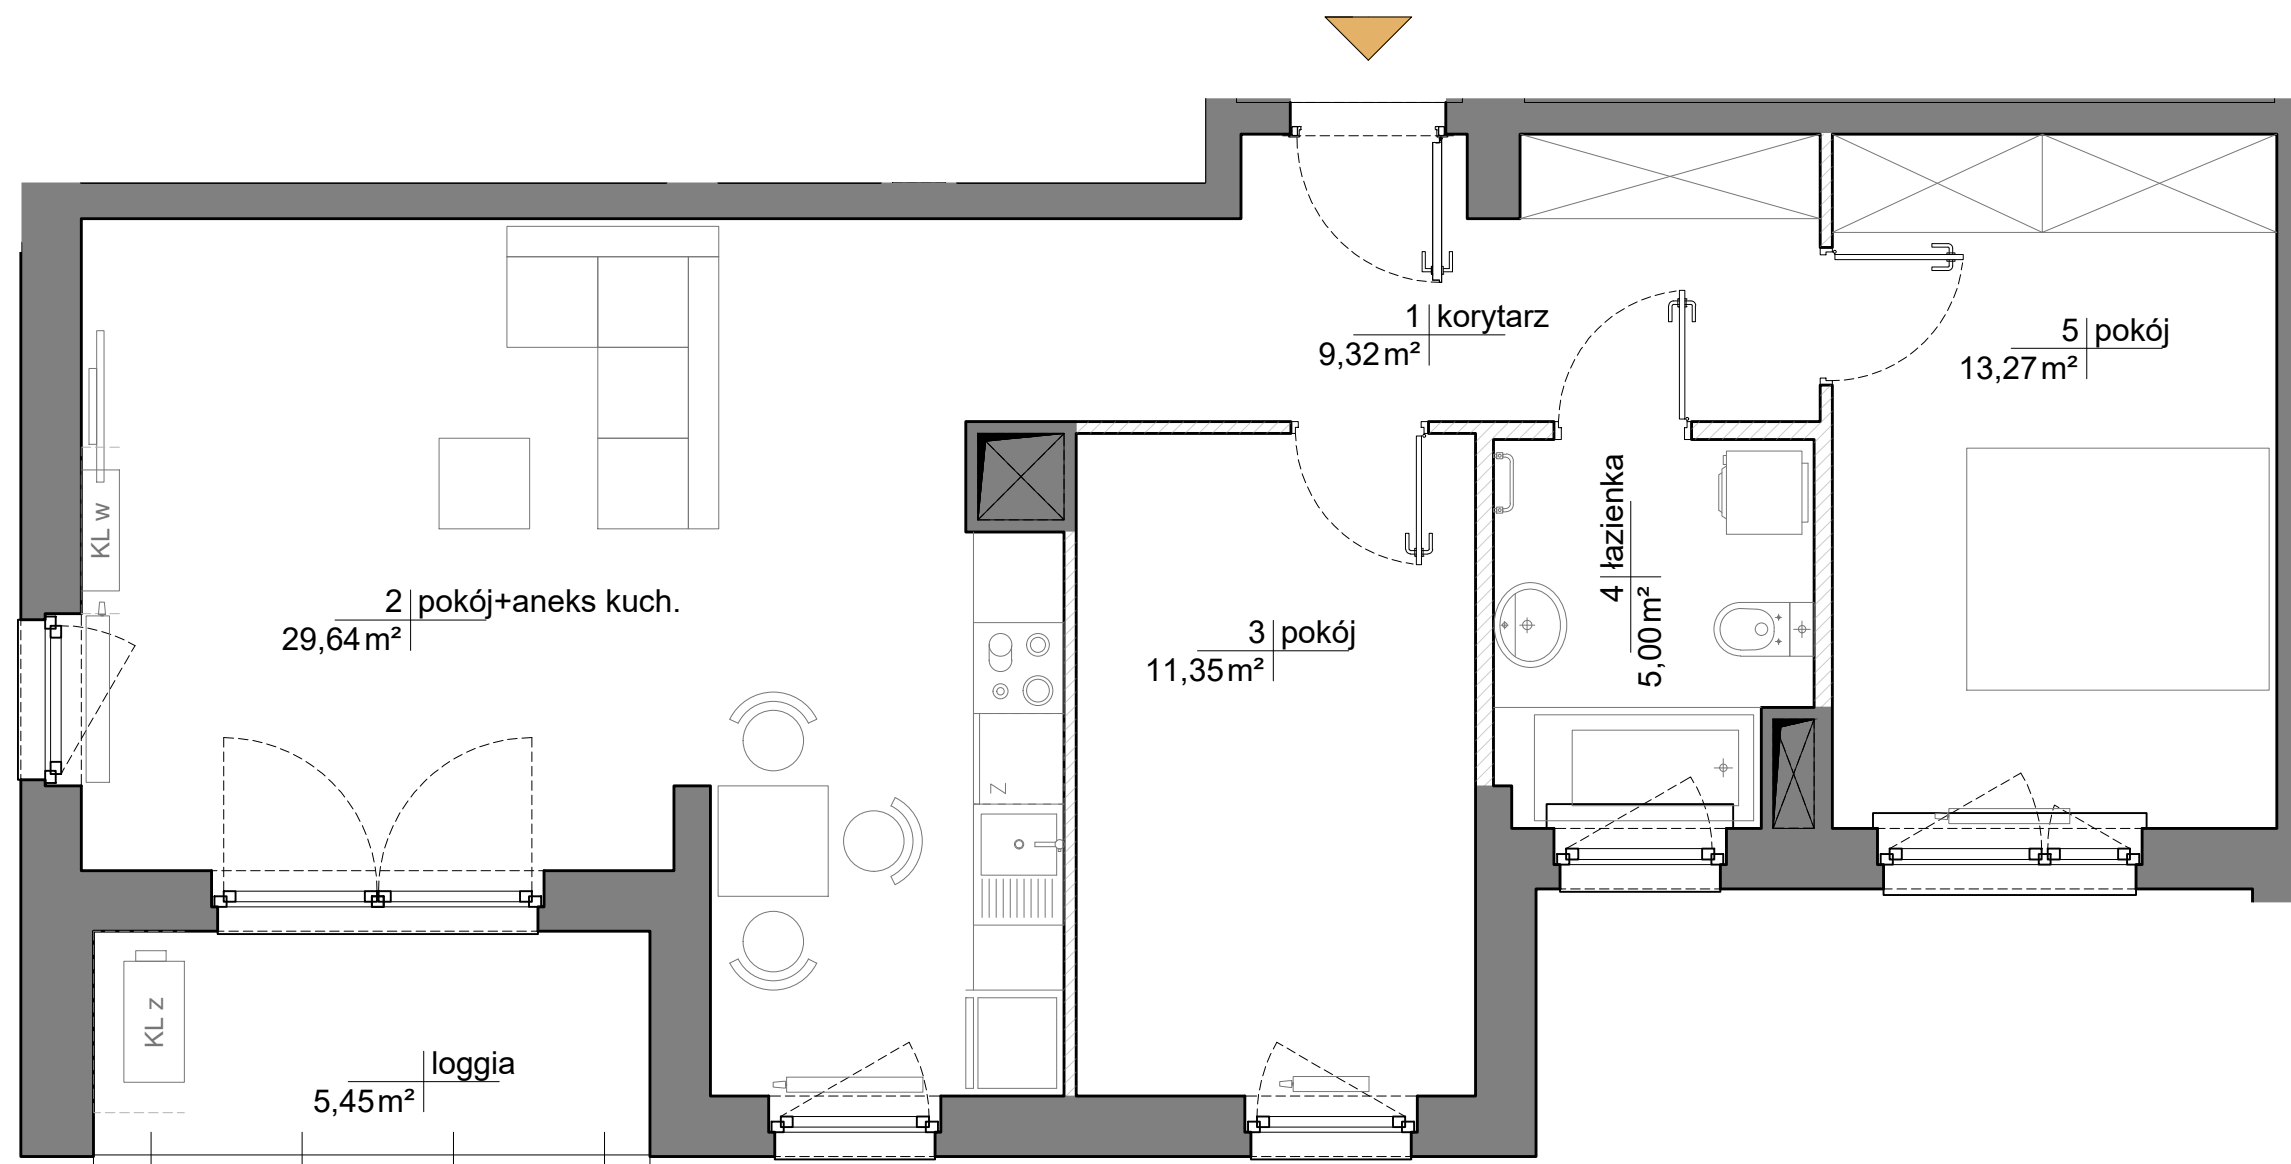 1 korytarz
9,32 m²
5 pokój
13,27 m²
KL w
4 łazienka
5,00 m²
2 pokój+aneks kuch.
29,64 m²
3 pokój
11,35 m²
Z
KL z
loggia
5,45 m²